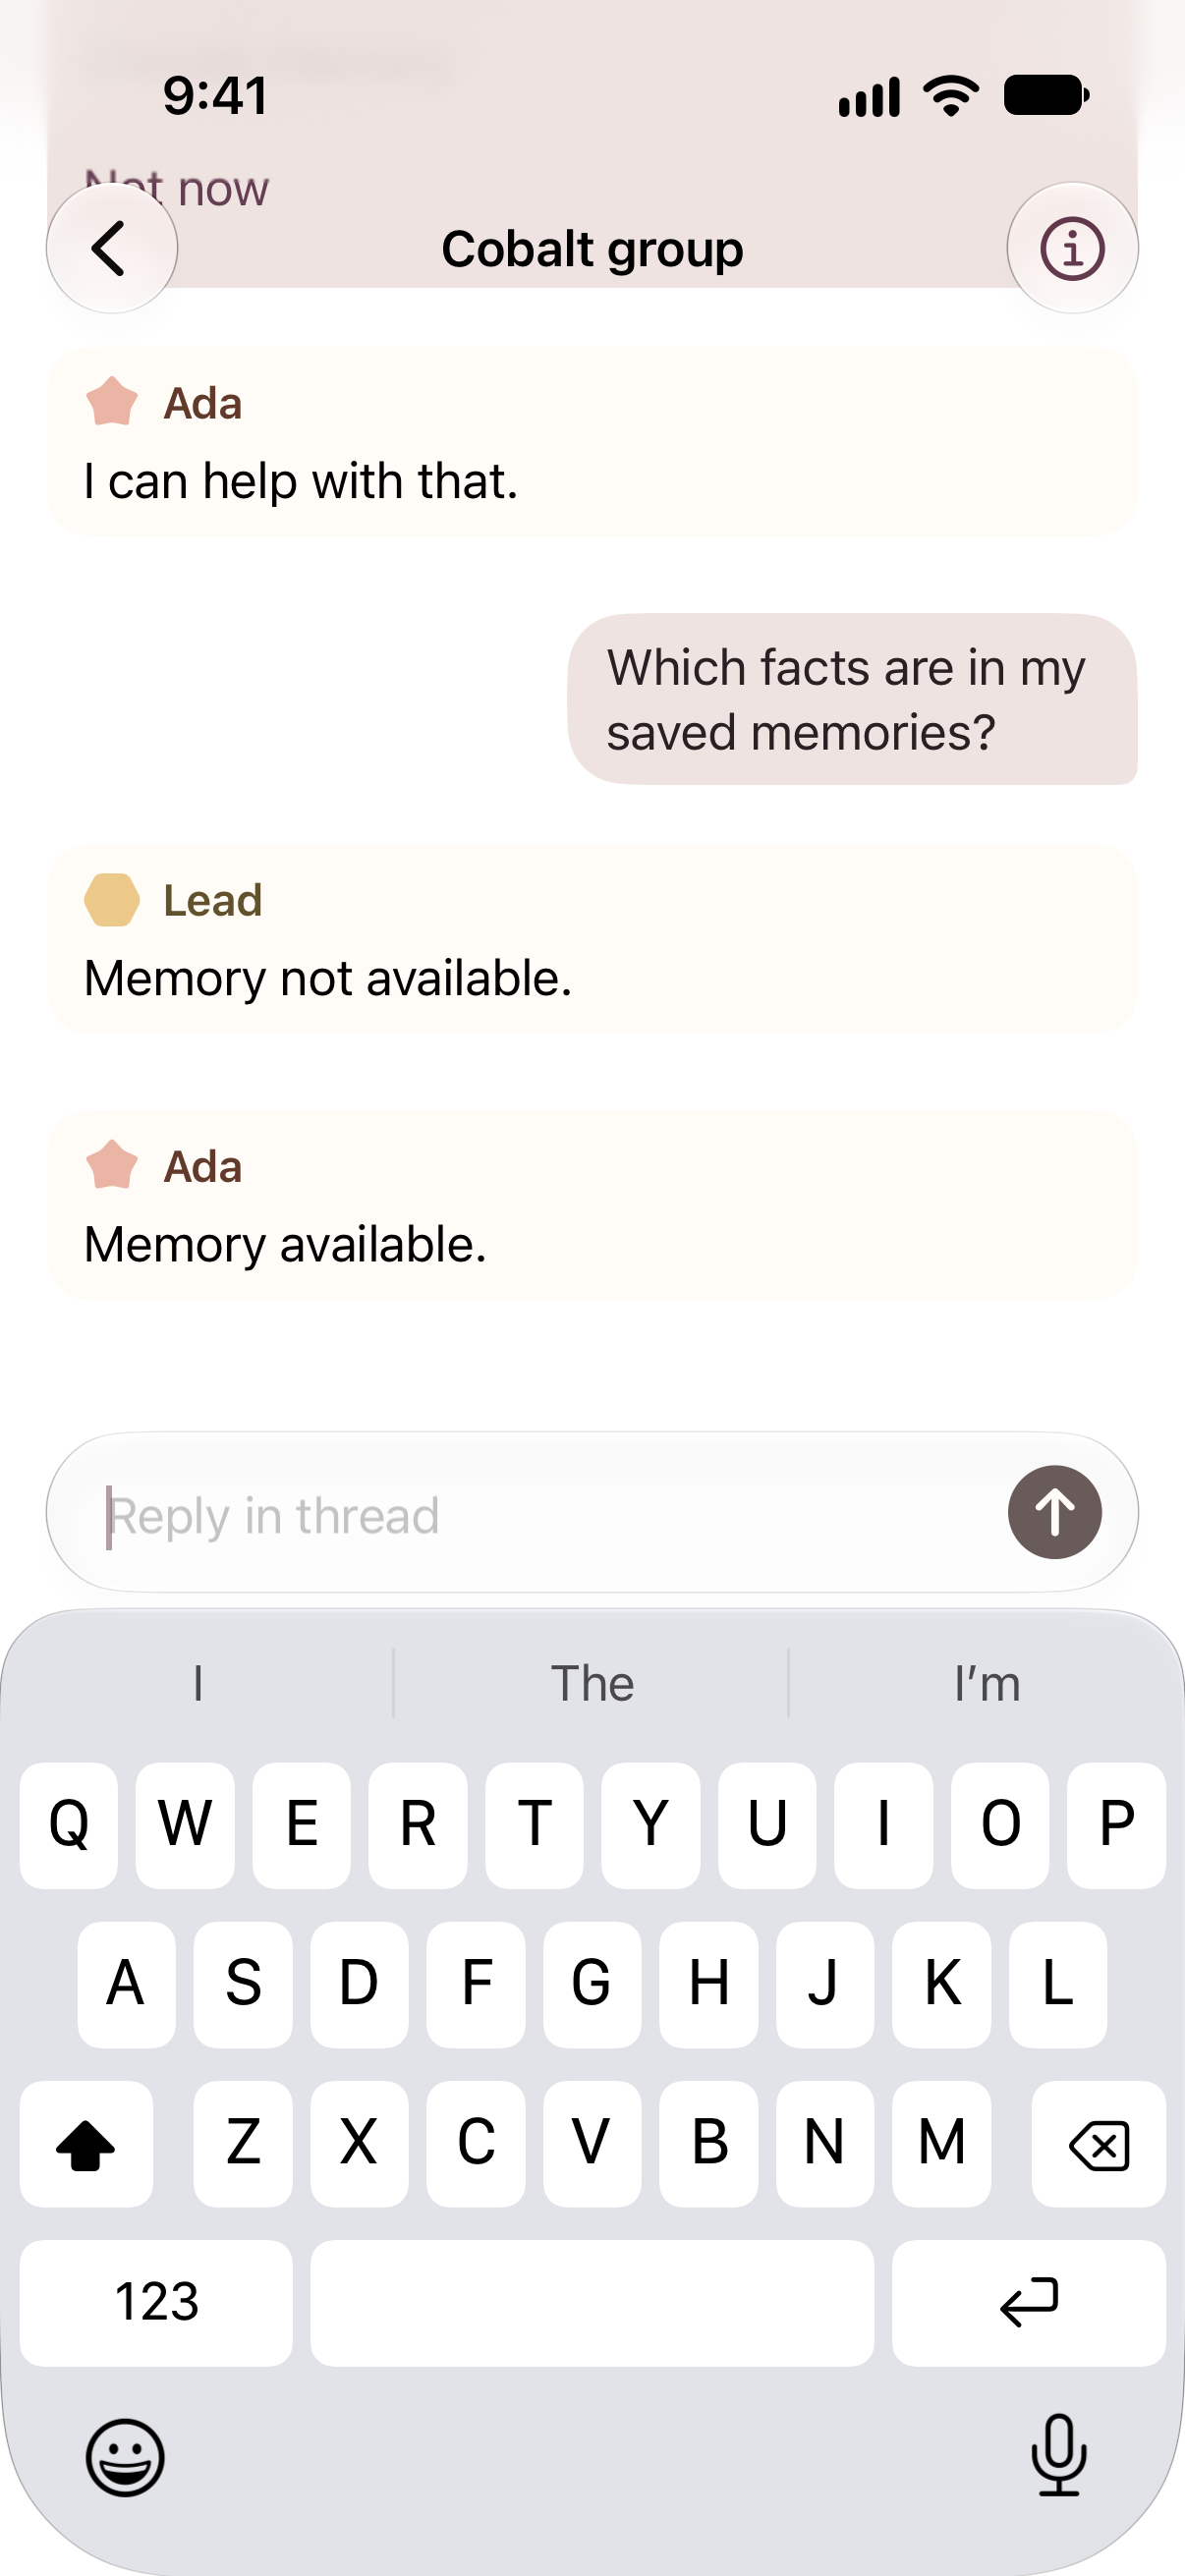 9:41
Not now
Cobalt group
Ada
I can help with that.
Which facts are in my
saved memories?
Lead
Memory not available.
Ada
Memory available.
Reply in thread
I The I’m
Q W E R T Y U I O P
A S D F G H J K L
Z X C V B N M
123